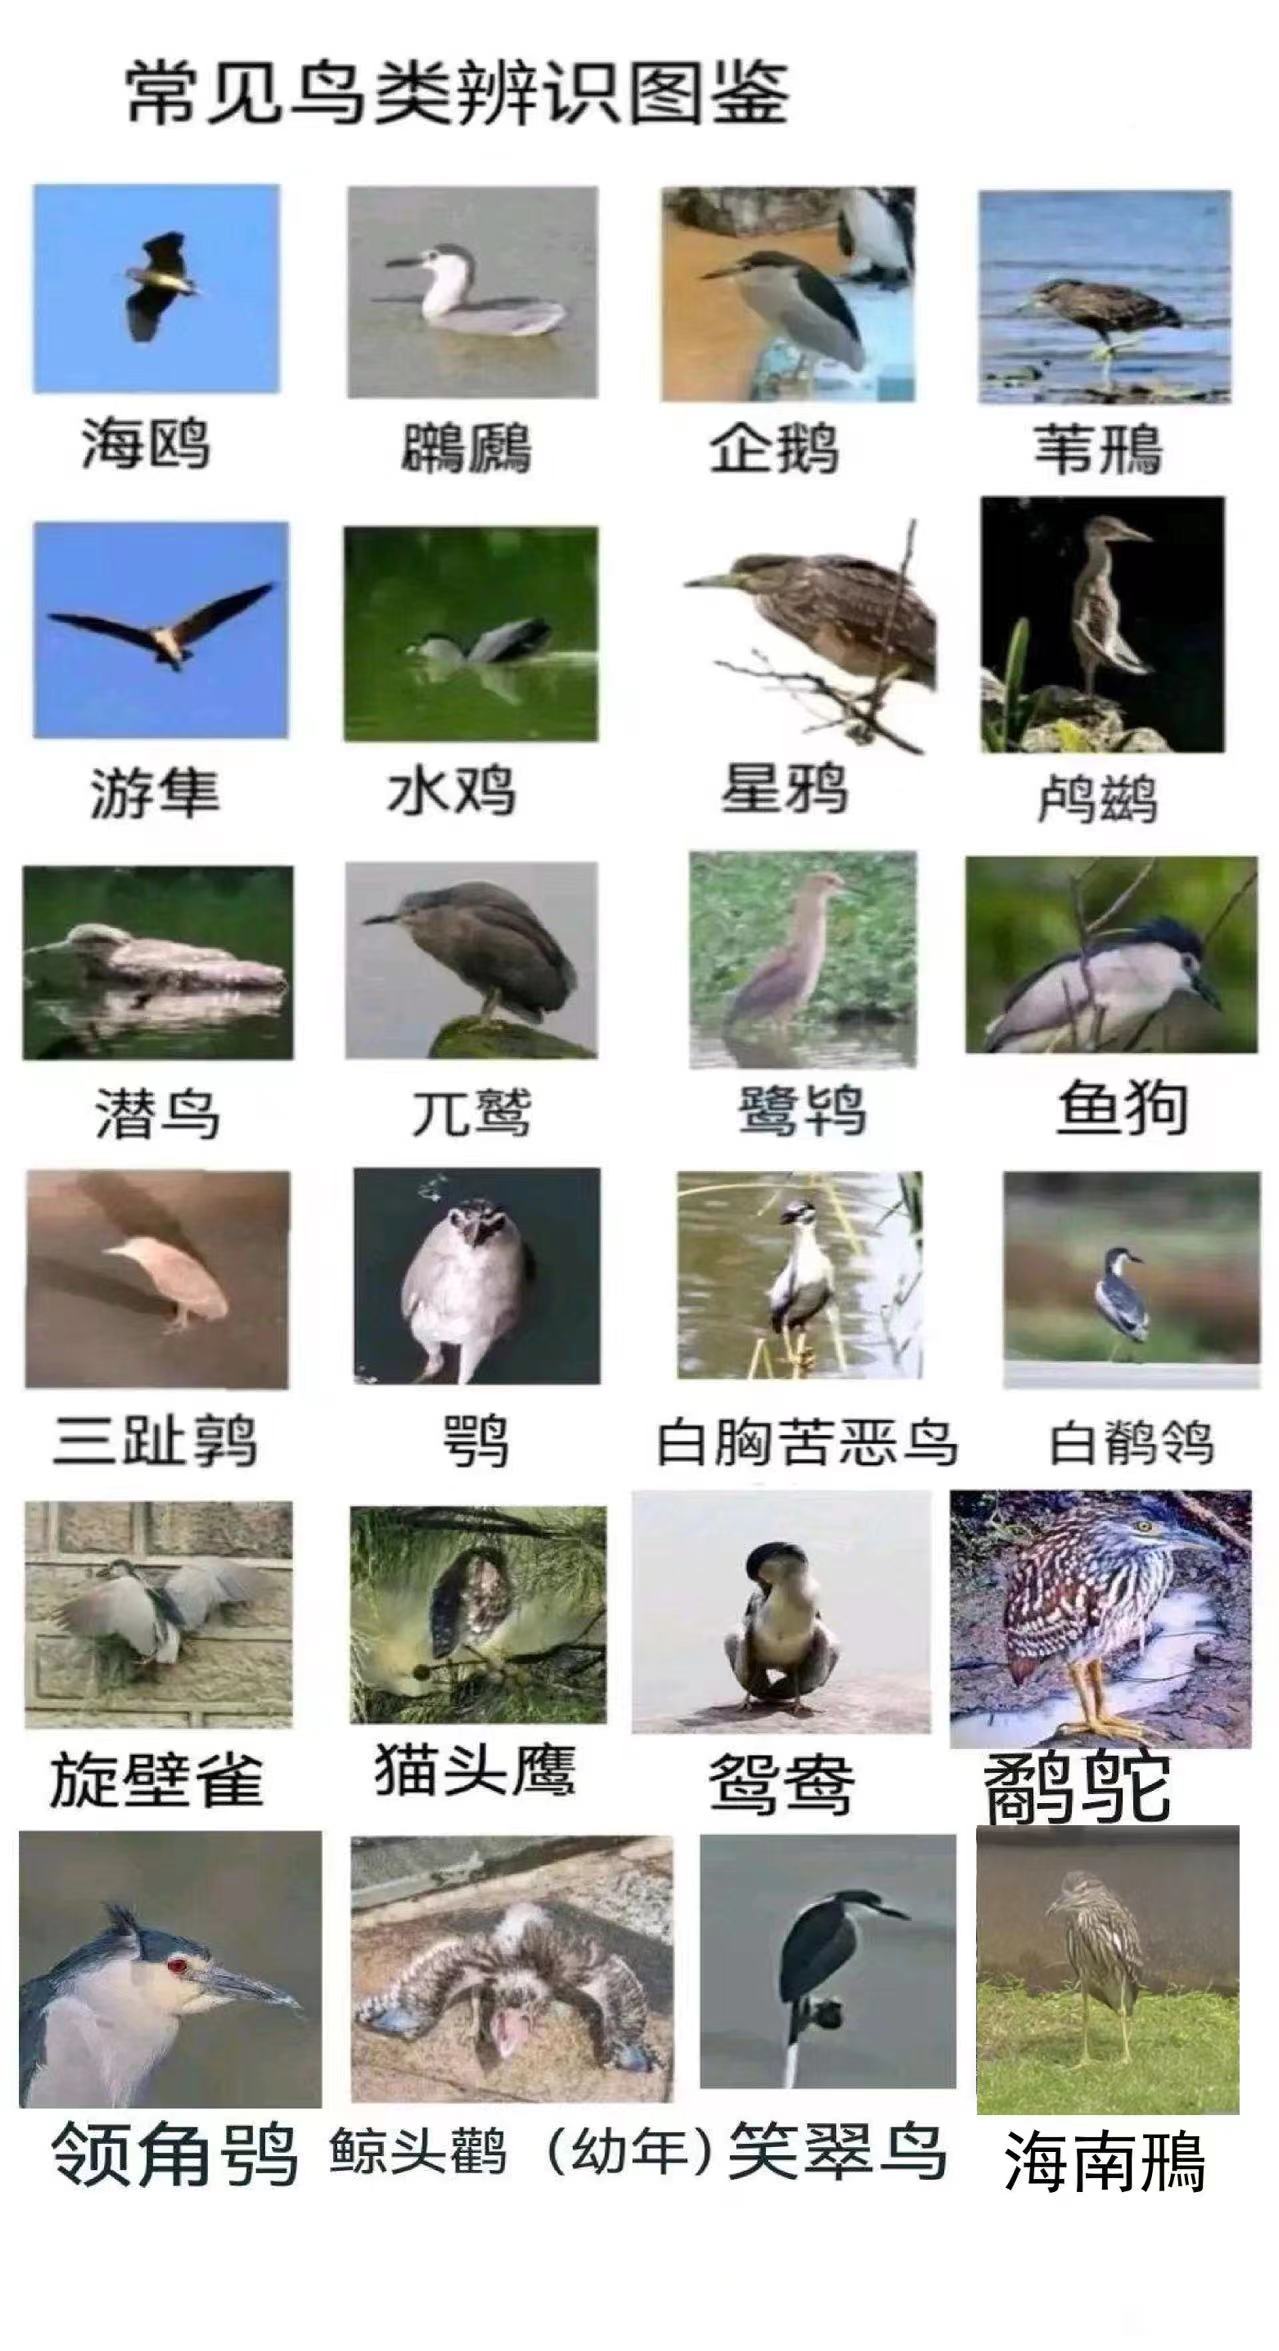 常见鸟类辨识图鉴
海鸥 鸊鷉 企鹅 苇鳽
游隼 水鸡 星鸦 鸬鹚
潜鸟 兀鹫 鹭鸨 鱼狗
三趾鹑 鹗 白胸苦恶鸟 白鹡鸰
旋壁雀 猫头鹰 鸳鸯 鹬鸵
领角鸮 鲸头鹳（幼年） 笑翠鸟 海南鳽